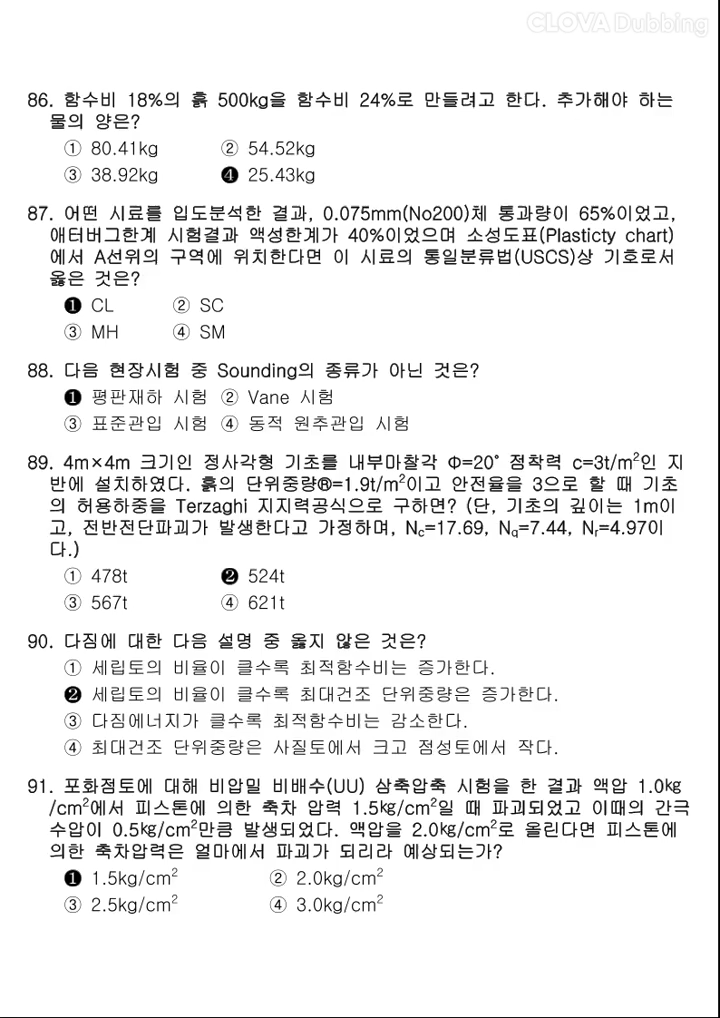 CLOVA Dubbing
86. 함수비 18%의 흙 500kg을 함수비 24%로 만들려고 한다. 추가해야 하는
물의 양은?
① 80.41kg ② 54.52kg
③ 38.92kg ❹ 25.43kg
87. 어떤 시료를 입도분석한 결과, 0.075mm(No200)체 통과량이 65%이었고,
애터버그한계 시험결과 액성한계가 40%이었으며 소성도표(Plasticty chart)
에서 A선위의 구역에 위치한다면 이 시료의 통일분류법(USCS)상 기호로서
옳은 것은?
❶ CL ② SC
③ MH ④ SM
88. 다음 현장시험 중 Sounding의 종류가 아닌 것은?
❶ 평판재하 시험 ② Vane 시험
③ 표준관입 시험 ④ 동적 원추관입 시험
89. 4m×4m 크기인 정사각형 기초를 내부마찰각 Φ=20° 점착력 c=3t/m²인 지
반에 설치하였다. 흙의 단위중량®=1.9t/m²이고 안전율을 3으로 할 때 기초
의 허용하중을 Terzaghi 지지력공식으로 구하면? (단, 기초의 깊이는 1m이
고, 전반전단파괴가 발생한다고 가정하며, Nc=17.69, Nq=7.44, Nr=4.97이
다.)
① 478t ❷ 524t
③ 567t ④ 621t
90. 다짐에 대한 다음 설명 중 옳지 않은 것은?
① 세립토의 비율이 클수록 최적함수비는 증가한다.
❷ 세립토의 비율이 클수록 최대건조 단위중량은 증가한다.
③ 다짐에너지가 클수록 최적함수비는 감소한다.
④ 최대건조 단위중량은 사질토에서 크고 점성토에서 작다.
91. 포화점토에 대해 비압밀 비배수(UU) 삼축압축 시험을 한 결과 액압 1.0kg
/cm²에서 피스톤에 의한 축차 압력 1.5kg/cm²일 때 파괴되었고 이때의 간극
수압이 0.5kg/cm²만큼 발생되었다. 액압을 2.0kg/cm²로 올린다면 피스톤에
의한 축차압력은 얼마에서 파괴가 되리라 예상되는가?
❶ 1.5kg/cm² ② 2.0kg/cm²
③ 2.5kg/cm² ④ 3.0kg/cm²